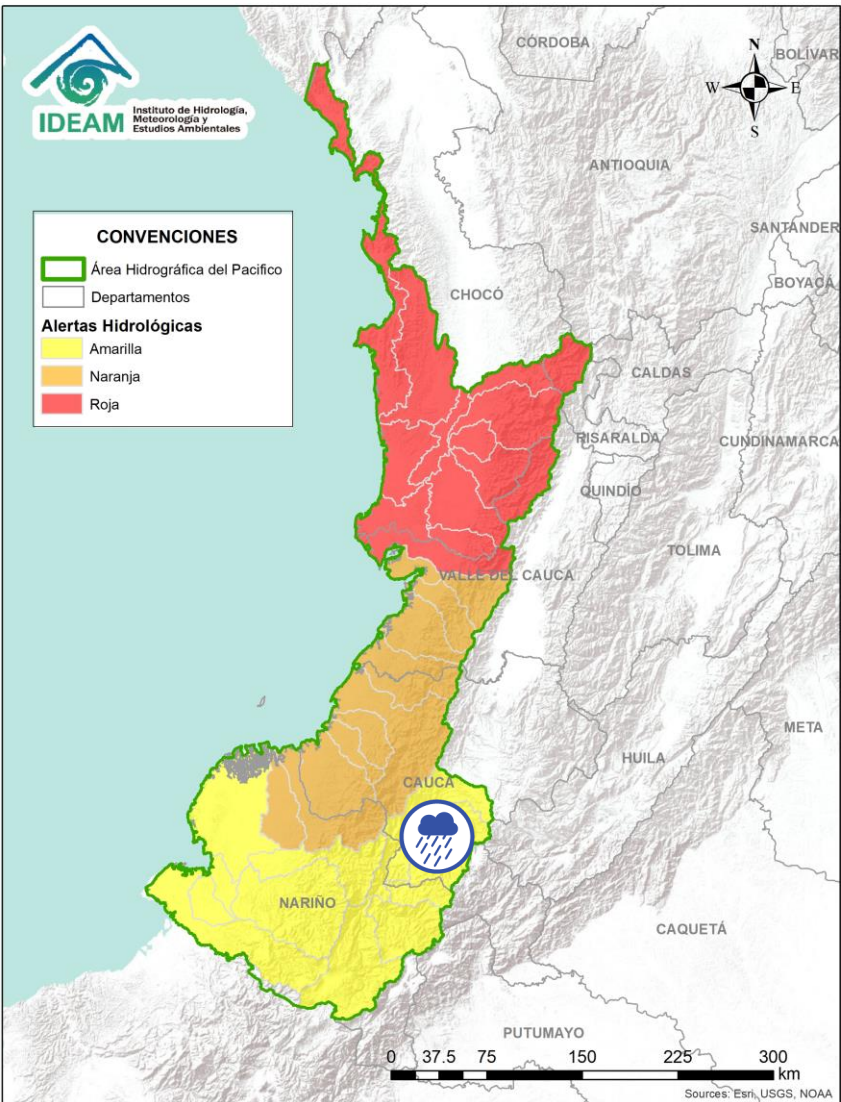 IDEAM
Instituto de Hidrología,
Meteorología y
Estudios Ambientales
N
W
E
S
CÓRDOBA
BOLIVAR
ANTIOQUIA
SANTANDER
BOYACÁ
CHOCÓ
CONVENCIONES
Área Hidrográfica del Pacifico
Departamentos
Alertas Hidrológicas
Amarilla
Naranja
Roja
CALDAS
RISARALDA
CUNDINAMARCA
QUINDÍO
TOLIMA
VALLE DEL CAUCA
META
HUILA
CAUCA
NARIÑO
CAQUETÁ
PUTUMAYO
0 37.5 75 150 225 300
km
Sources: Esri, USGS, NOAA